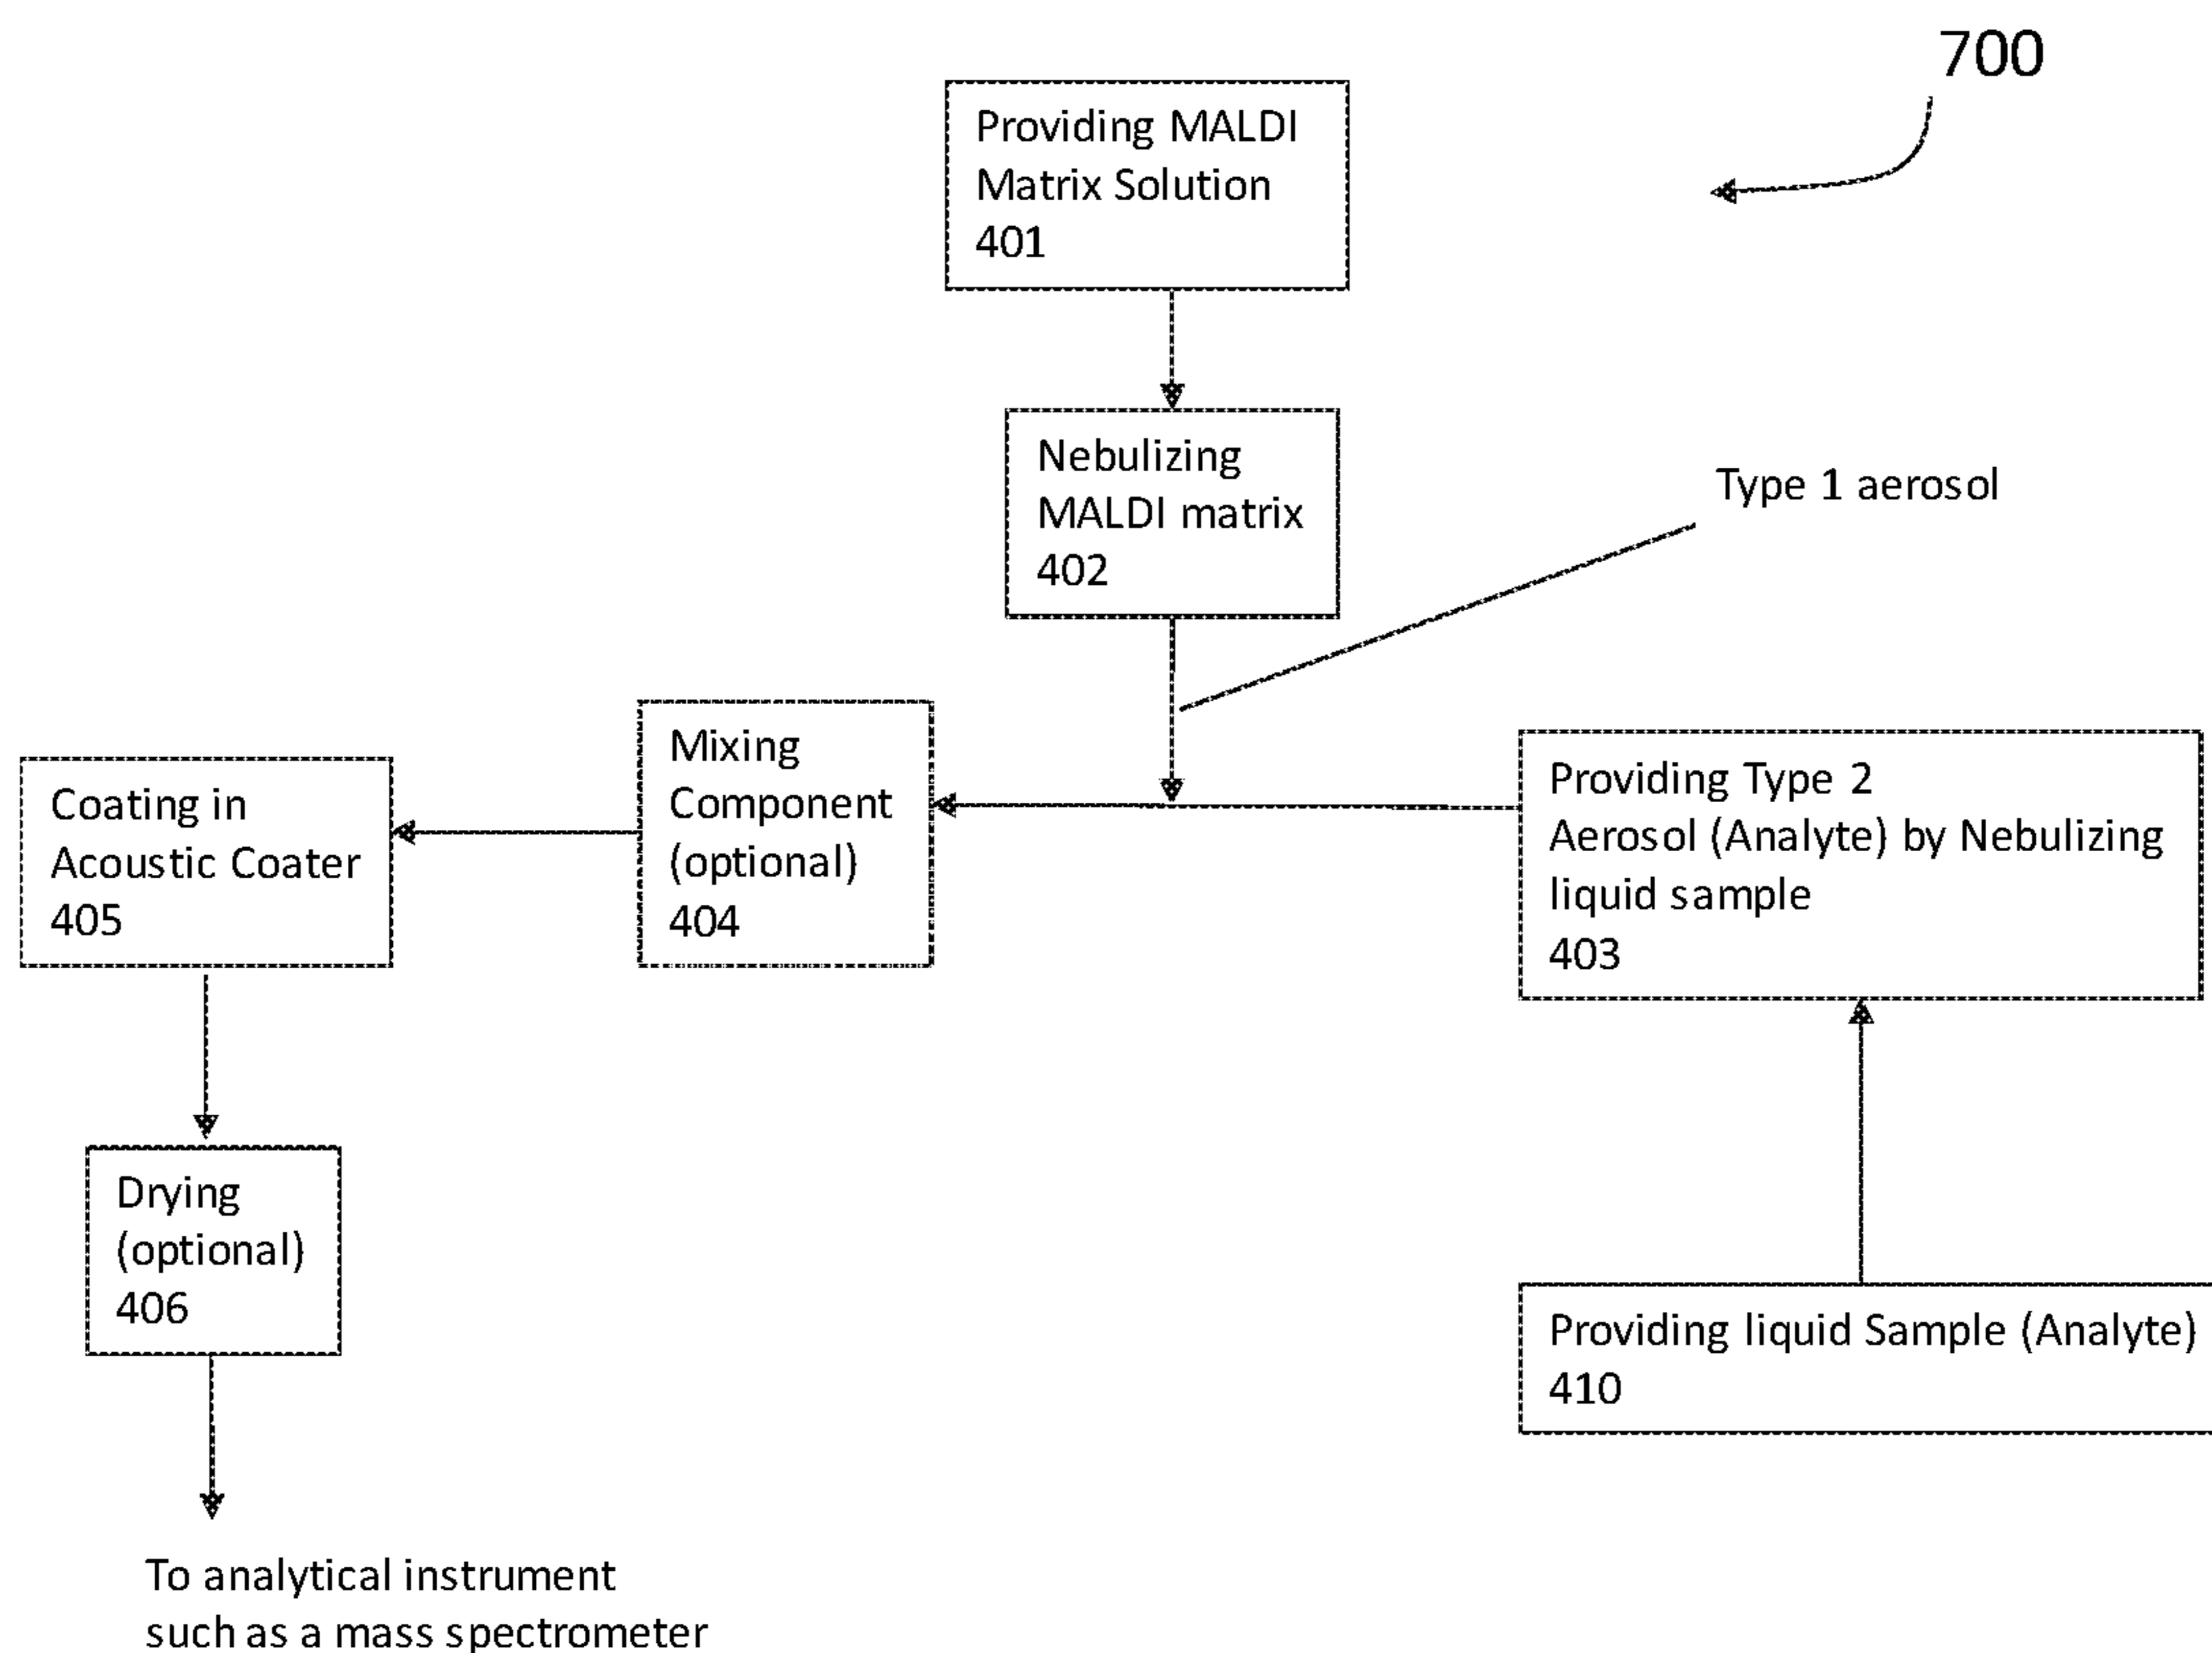 700
Providing MALDI
Matrix Solution
401
Nebulizing
MALDI matrix
402
Type 1 aerosol
Mixing
Component
(optional)
404
Coating in
Acoustic Coater
405
Providing Type 2
Aerosol (Analyte) by Nebulizing
liquid sample
403
Drying
(optional)
406
Providing liquid Sample (Analyte)
410
To analytical instrument
such as a mass spectrometer